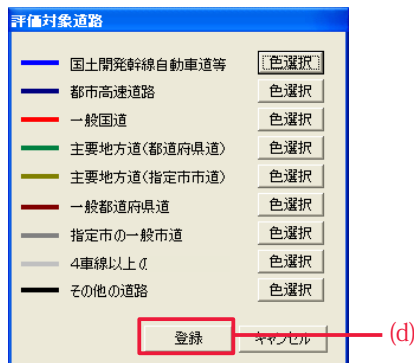 評価対象道路
国土開発幹線自動車道等 色選択
都市高速道路 色選択
一般国道 色選択
主要地方道(都道府県道) 色選択
主要地方道(指定市市道) 色選択
一般都道府県道 色選択
指定市の一般市道 色選択
4車線以上の 色選択
その他の道路 色選択
登録 キャンセル (d)